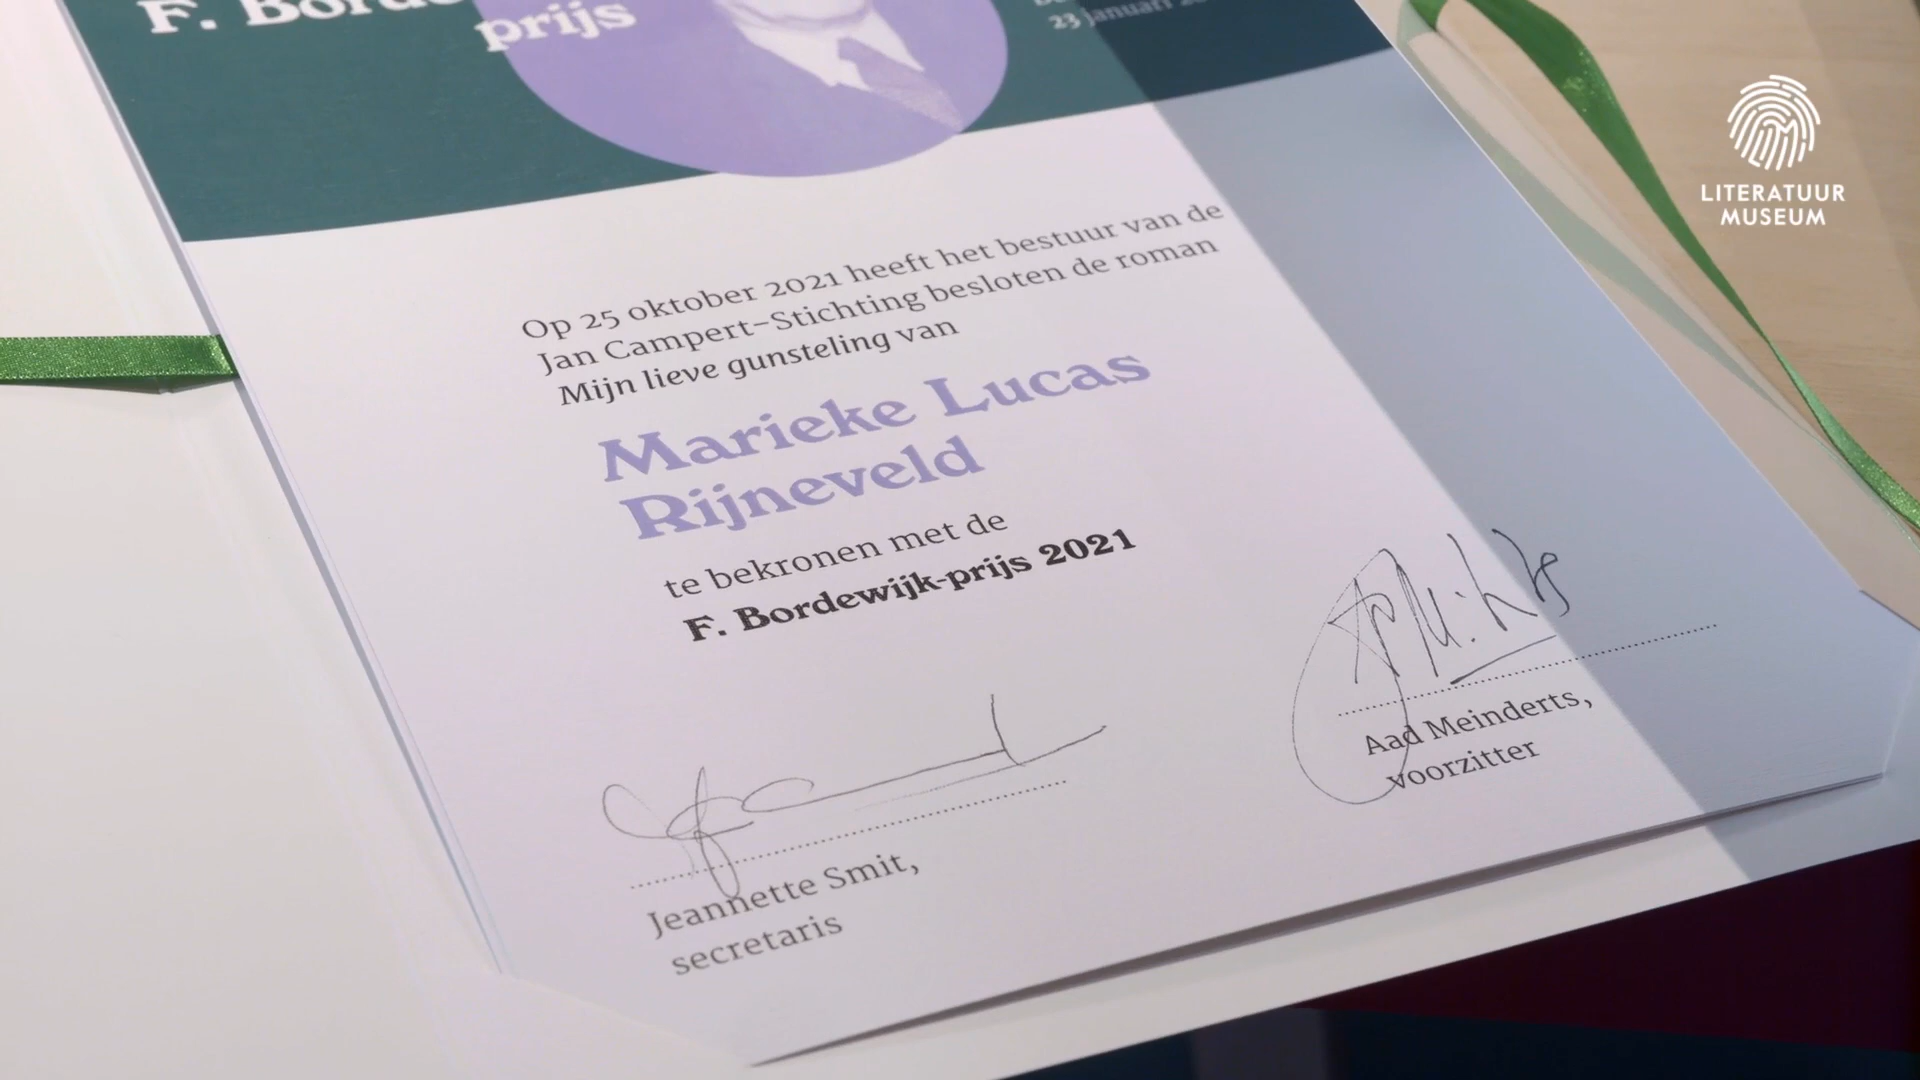 F. Borde
prijs
23 januari
LITERATUUR
MUSEUM
Op 25 oktober 2021 heeft het bestuur van de
Jan Campert-Stichting besloten de roman
Mijn lieve gunsteling van
Marieke Lucas
Rijneveld
te bekronen met de
F. Bordewijk-prijs 2021
Aad Meinderts,
voorzitter
Jeannette Smit,
secretaris